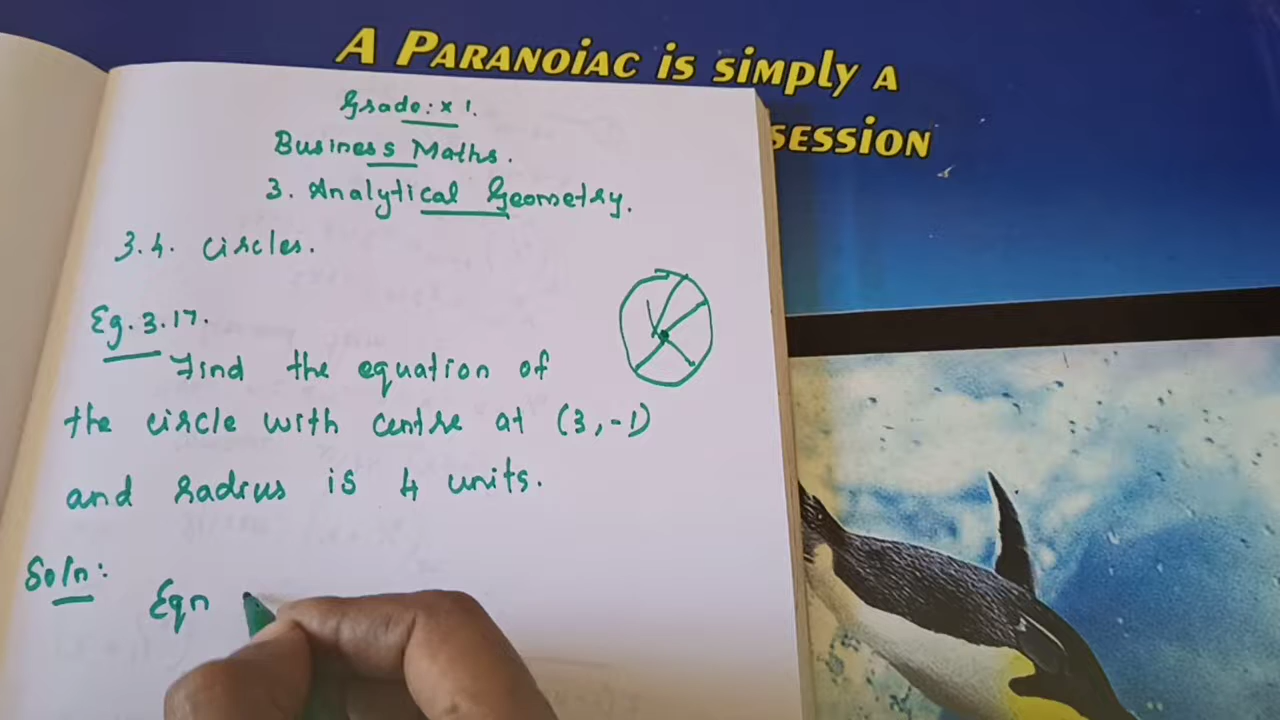 A PARANOIAC IS SIMPLY A
SESSION
Grade: XI.
Business Maths.
3. Analytical Geometry.
3.4. Circles.
Eg. 3.17.
Find the equation of
the circle with centre at (3, -1)
and radius is 4 units.
Soln:
Eqn